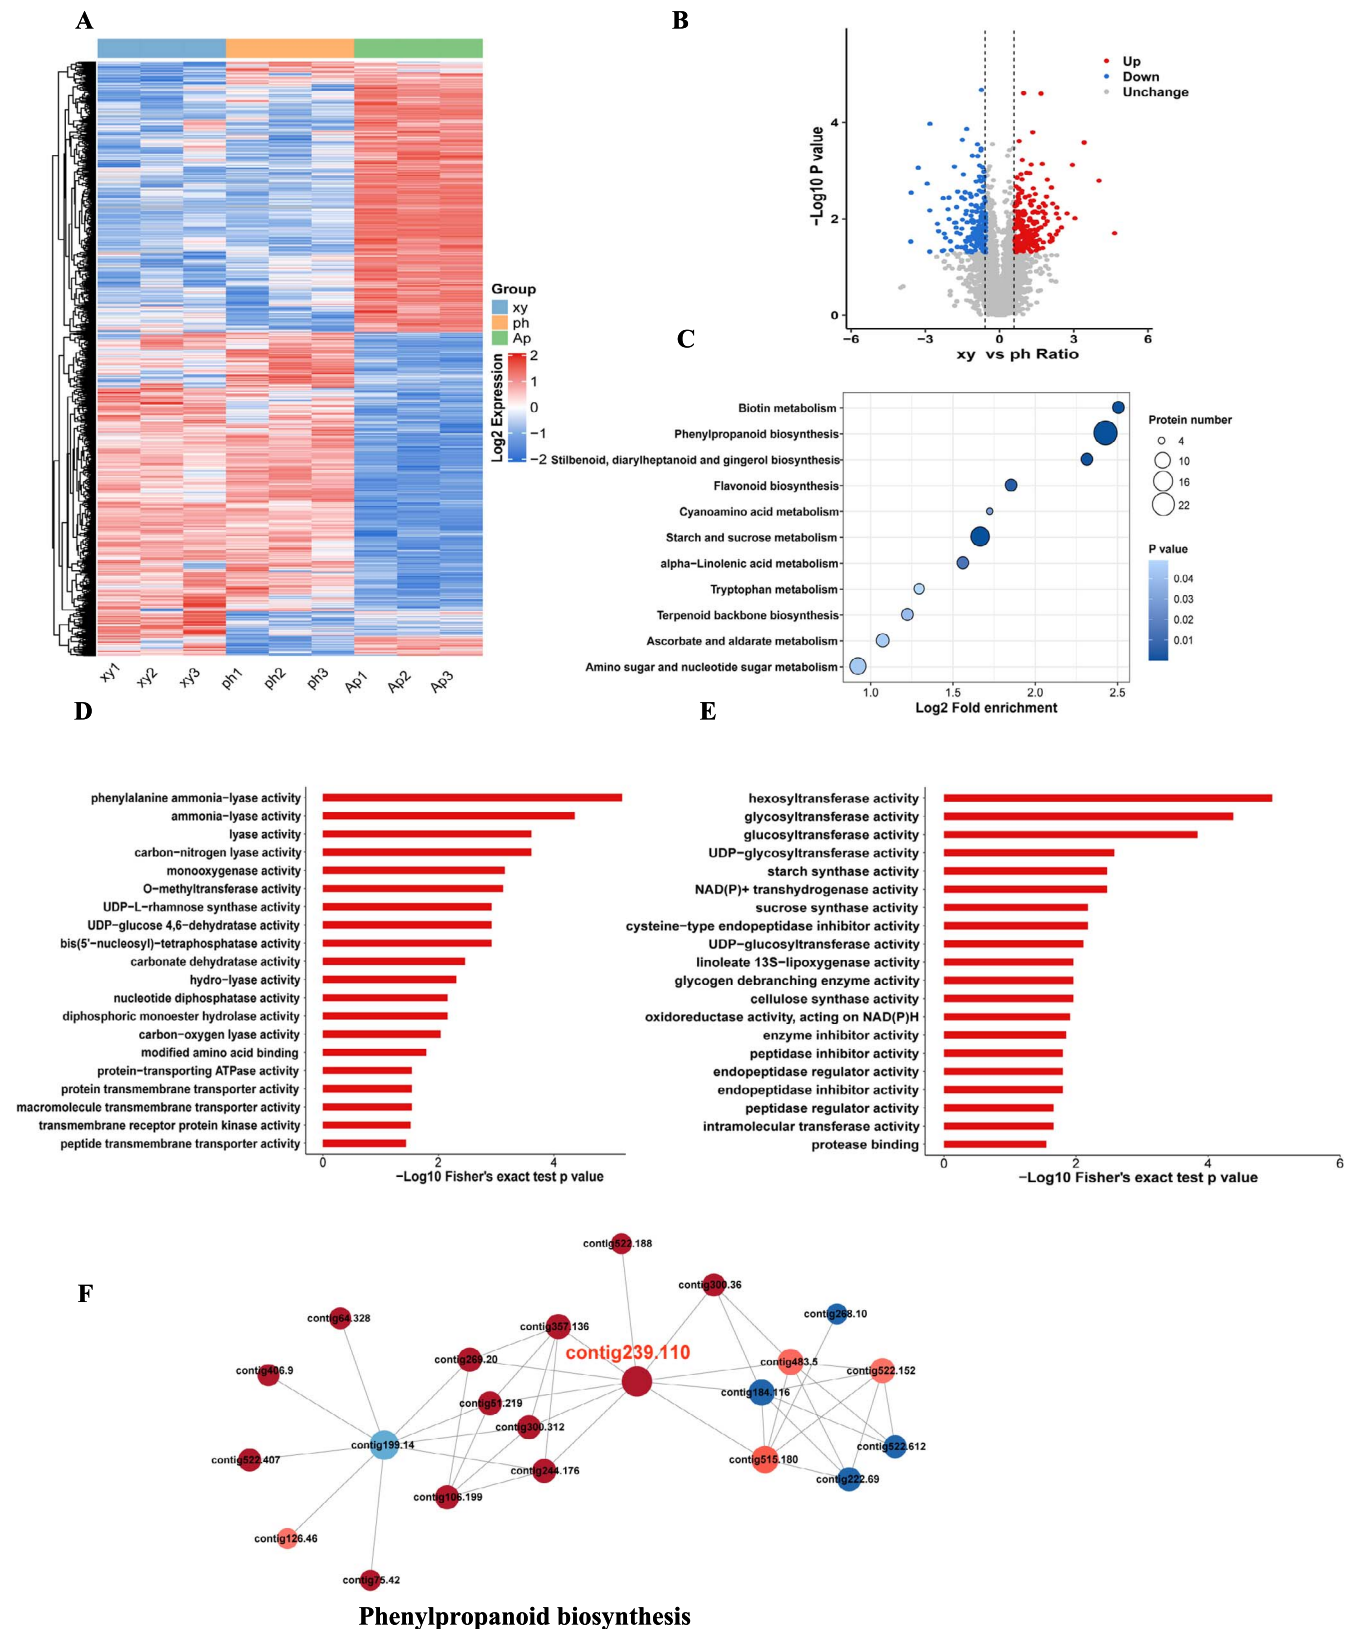 A
Group
xy
ph
Ap
Log2 Expression
2
1
0
−1
−2
xy1
xy2
xy3
ph1
ph2
ph3
Ap1
Ap2
Ap3
B
−Log10 P value
4
2
0
−6
−3
0
3
6
xy vs ph Ratio
Up
Down
Unchange
C
Biotin metabolism
Phenylpropanoid biosynthesis
Stilbenoid, diarylheptanoid and gingerol biosynthesis
Flavonoid biosynthesis
Cyanoamino acid metabolism
Starch and sucrose metabolism
alpha−Linolenic acid metabolism
Tryptophan metabolism
Terpenoid backbone biosynthesis
Ascorbate and aldarate metabolism
Amino sugar and nucleotide sugar metabolism
1.0
1.5
2.0
2.5
Log2 Fold enrichment
Protein number
4
10
16
22
P value
0.04
0.03
0.02
0.01
D
phenylalanine ammonia−lyase activity
ammonia−lyase activity
lyase activity
carbon−nitrogen lyase activity
monooxygenase activity
O−methyltransferase activity
UDP−L−rhamnose synthase activity
UDP−glucose 4,6−dehydratase activity
bis(5'−nucleosyl)−tetraphosphatase activity
carbonate dehydratase activity
hydro−lyase activity
nucleotide diphosphatase activity
diphosphoric monoester hydrolase activity
carbon−oxygen lyase activity
modified amino acid binding
protein−transporting ATPase activity
protein transmembrane transporter activity
macromolecule transmembrane transporter activity
transmembrane receptor protein kinase activity
peptide transmembrane transporter activity
0
2
4
−Log10 Fisher's exact test p value
E
hexosyltransferase activity
glycosyltransferase activity
glucosyltransferase activity
UDP−glycosyltransferase activity
starch synthase activity
NAD(P)+ transhydrogenase activity
sucrose synthase activity
cysteine−type endopeptidase inhibitor activity
UDP−glucosyltransferase activity
linoleate 13S−lipoxygenase activity
glycogen debranching enzyme activity
cellulose synthase activity
oxidoreductase activity, acting on NAD(P)H
enzyme inhibitor activity
peptidase inhibitor activity
endopeptidase regulator activity
endopeptidase inhibitor activity
peptidase regulator activity
intramolecular transferase activity
protease binding
0
2
4
6
−Log10 Fisher's exact test p value
F
contig522.188
contig300.36
contig64.328
contig268.10
contig357.136
contig239.110
contig269.20
contig483.5
contig406.9
contig522.152
contig184.116
contig51.219
contig300.312
contig199.14
contig522.612
contig522.407
contig515.180
contig244.176
contig222.69
contig106.199
contig126.46
contig75.42
Phenylpropanoid biosynthesis